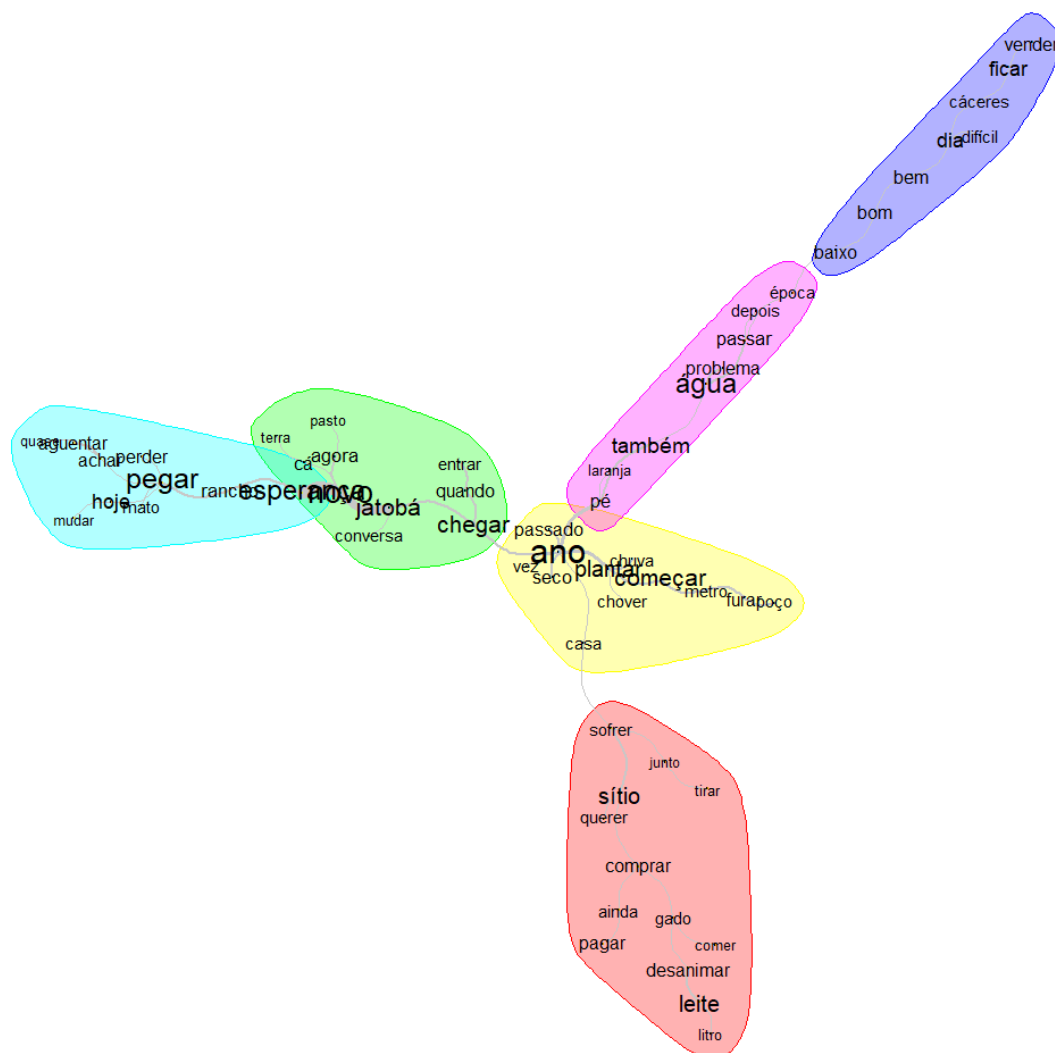 vender
ficar
cáceres
dia
difícil
bem
bom
baixo
época
depois
passar
problema
água
também
laranja
pé
pasto
terra
cá
agora
entrar
quando
novo
esperança
jatobá
chegar
conversa
quase
aguentar
achar
perder
pegar
rancho
hoje
mato
mudar
passado
ano
vez
seco
plantar
chuva
começar
chover
metro
furar
poço
casa
sofrer
junto
tirar
sítio
querer
comprar
ainda
gado
pagar
comer
desanimar
leite
litro